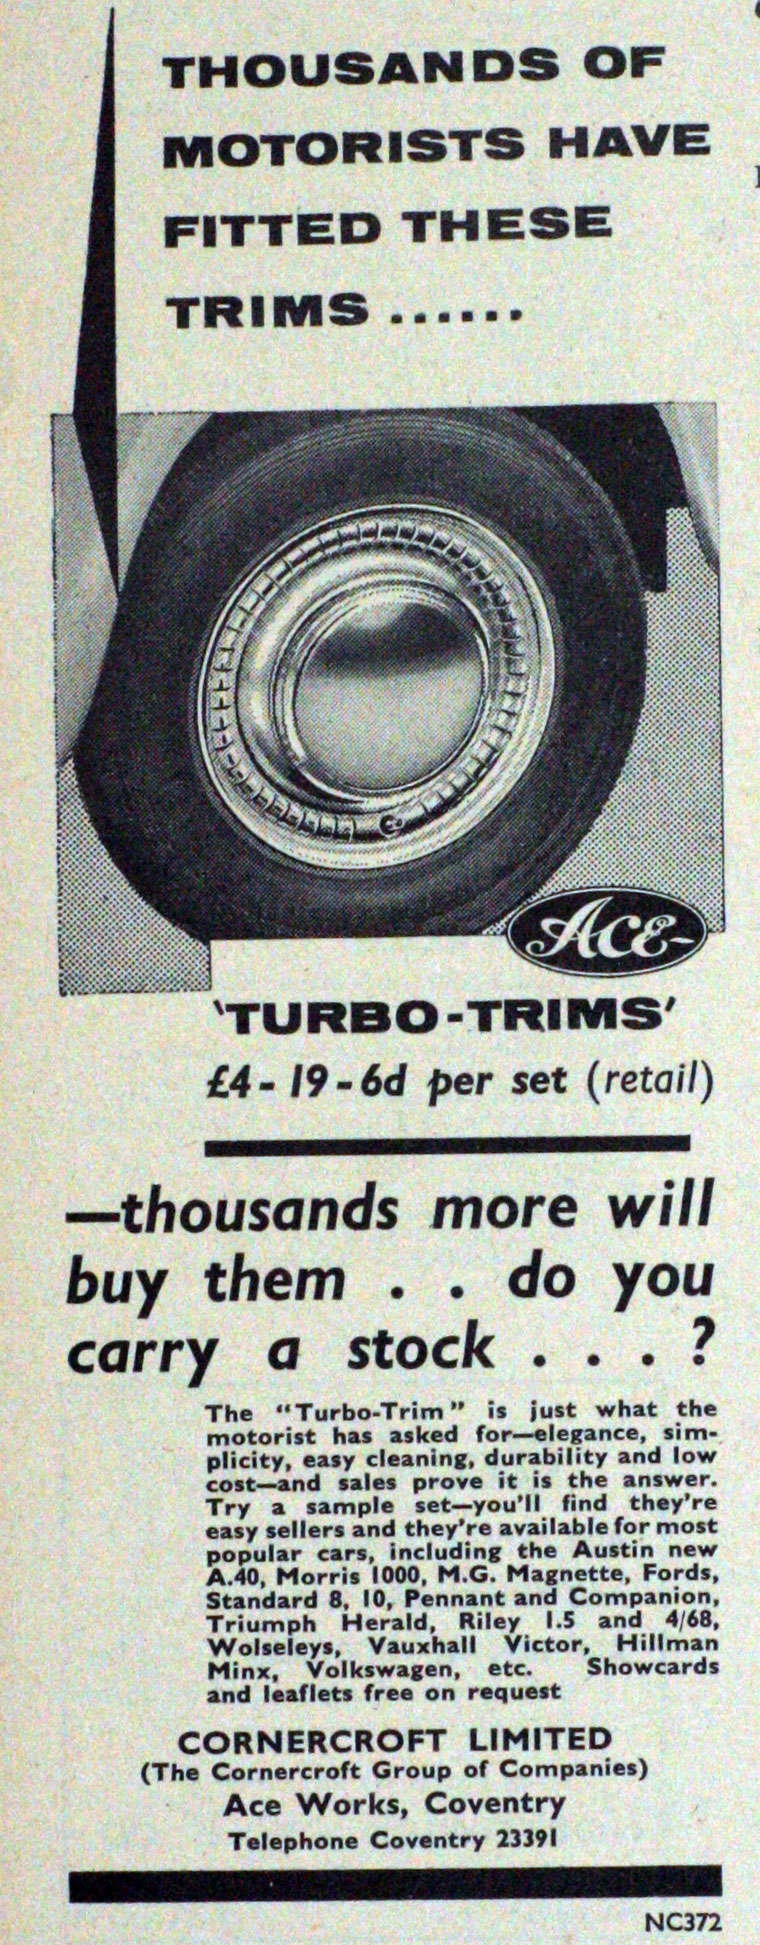 THOUSANDS OF
MOTORISTS HAVE
FITTED THESE
TRIMS ......
ACE
'TURBO-TRIMS'
£4-19-6d per set (retail)
—thousands more will
buy them . . do you
carry a stock . . . ?
The "Turbo-Trim" is just what the
motorist has asked for—elegance, sim-
plicity, easy cleaning, durability and low
cost—and sales prove it is the answer.
Try a sample set—you'll find they're
easy sellers and they're available for most
popular cars, including the Austin new
A.40, Morris 1000, M.G. Magnette, Fords,
Standard 8, 10, Pennant and Companion,
Triumph Herald, Riley 1.5 and 4/68,
Wolseleys, Vauxhall Victor, Hillman
Minx, Volkswagen, etc. Showcards
and leaflets free on request
CORNERCROFT LIMITED
(The Cornercroft Group of Companies)
Ace Works, Coventry
Telephone Coventry 23391
NC372